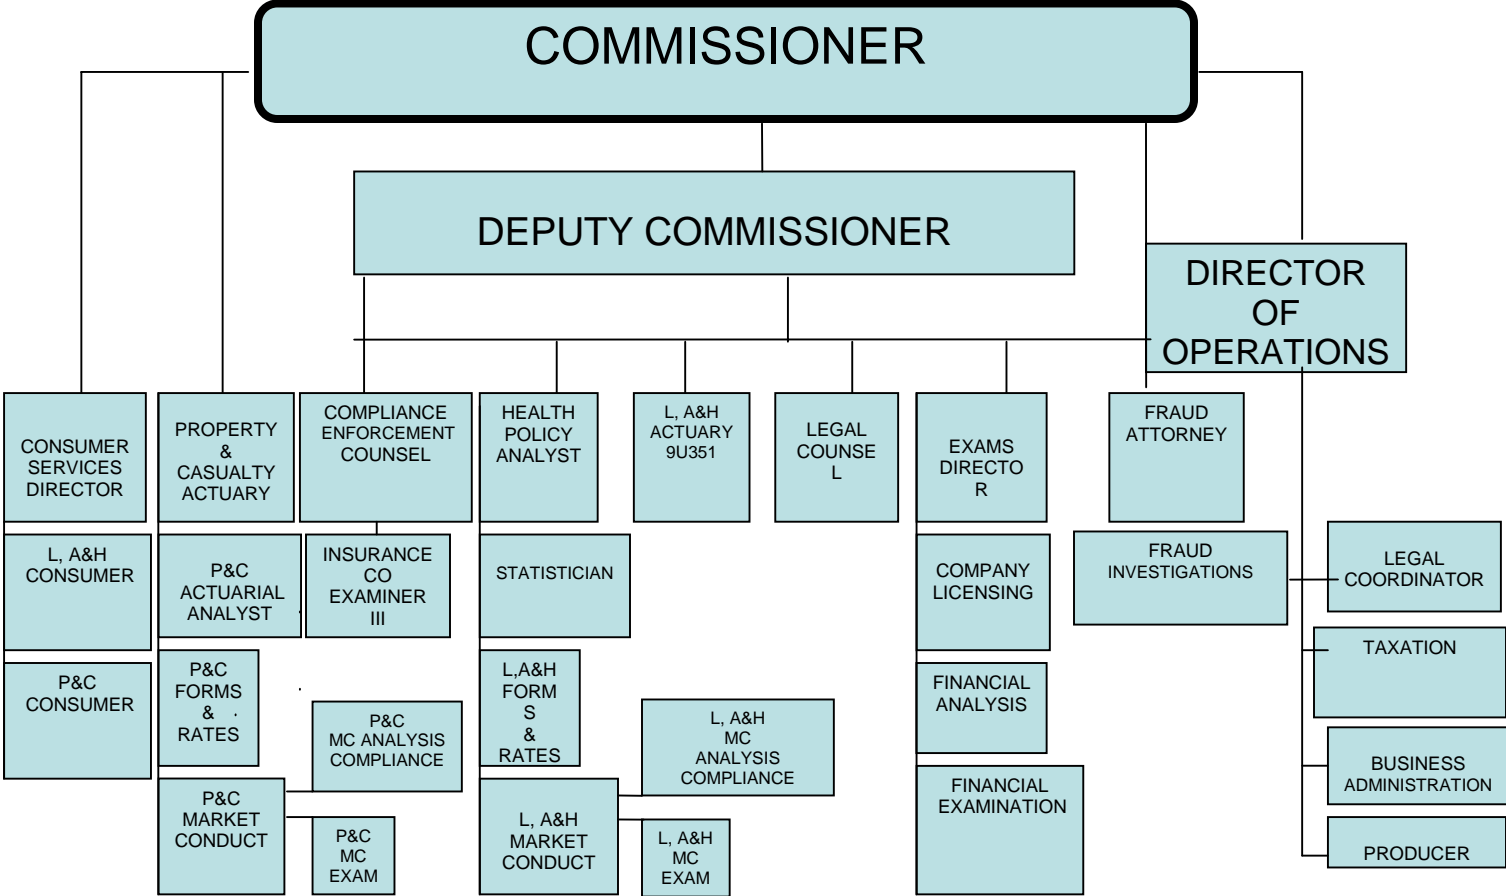 COMMISSIONER
DEPUTY COMMISSIONER
DIRECTOR
OF
OPERATIONS
CONSUMER
SERVICES
DIRECTOR
PROPERTY
&
CASUALTY
ACTUARY
COMPLIANCE
ENFORCEMENT
COUNSEL
HEALTH
POLICY
ANALYST
L, A&H
ACTUARY
9U351
LEGAL
COUNSE
L
EXAMS
DIRECTO
R
FRAUD
ATTORNEY
L, A&H
CONSUMER
P&C
ACTUARIAL
ANALYST
INSURANCE
CO
EXAMINER
III
STATISTICIAN
COMPANY
LICENSING
FRAUD
INVESTIGATIONS
LEGAL
COORDINATOR
P&C
CONSUMER
P&C
FORMS
&
RATES
L,A&H
FORM
S
&
RATES
FINANCIAL
ANALYSIS
TAXATION
P&C
MC ANALYSIS
COMPLIANCE
L, A&H
MC
ANALYSIS
COMPLIANCE
P&C
MARKET
CONDUCT
P&C
MC
EXAM
L, A&H
MARKET
CONDUCT
L, A&H
MC
EXAM
FINANCIAL
EXAMINATION
BUSINESS
ADMINISTRATION
PRODUCER